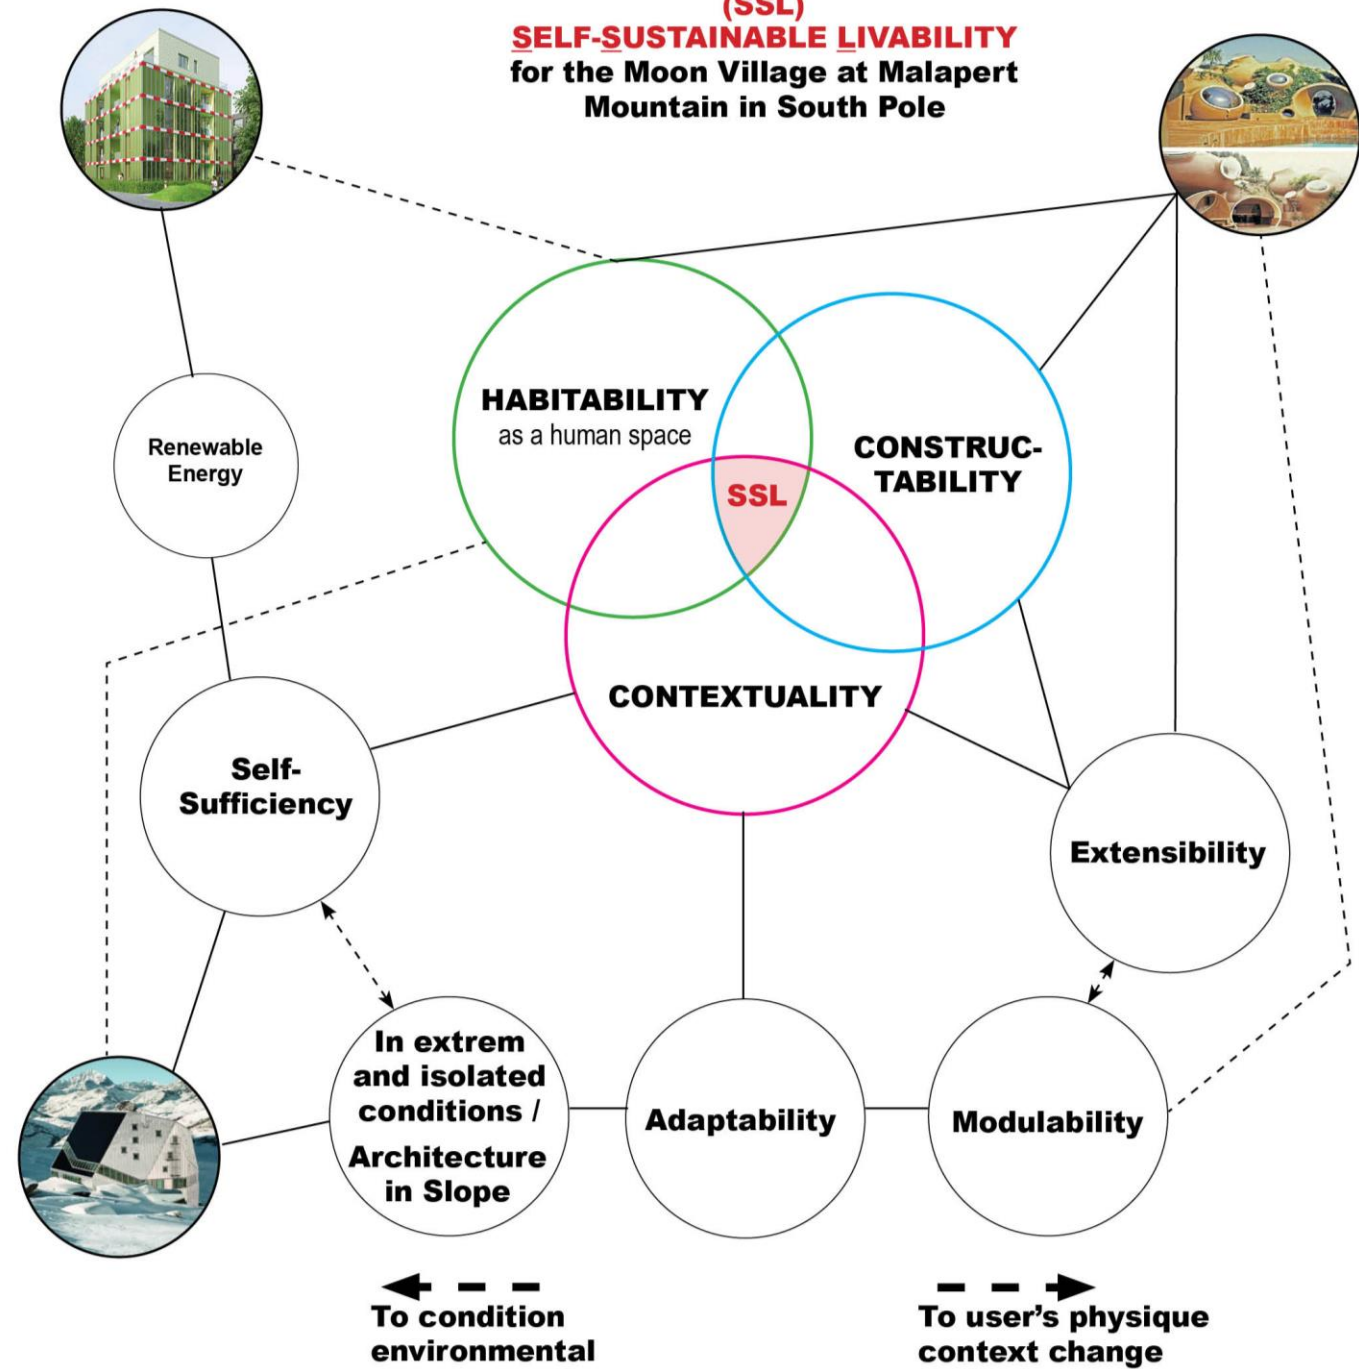 (SSL)
SELF-SUSTAINABLE LIVABILITY
for the Moon Village at Malapert
Mountain in South Pole
HABITABILITY
as a human space
CONSTRUC-
TABILITY
SSL
Renewable
Energy
CONTEXTUALITY
Self-
Sufficiency
Extensibility
In extrem
and isolated
conditions /
Architecture
in Slope
Adaptability
Modulability
To condition
environmental
To user's physique
context change